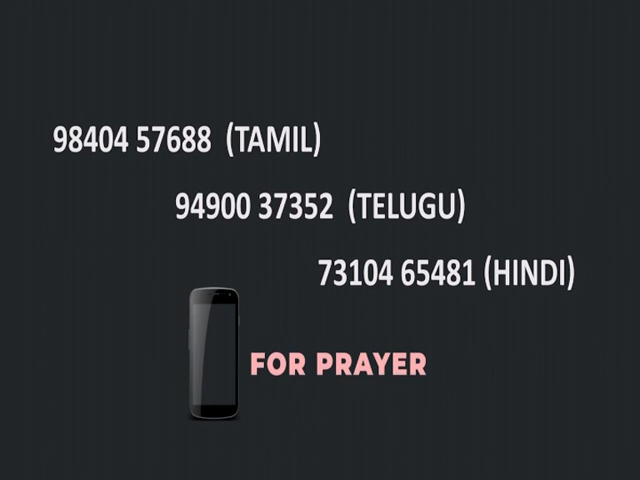 98404 57688 (TAMIL)
94900 37352 (TELUGU)
73104 65481 (HINDI)
FOR PRAYER